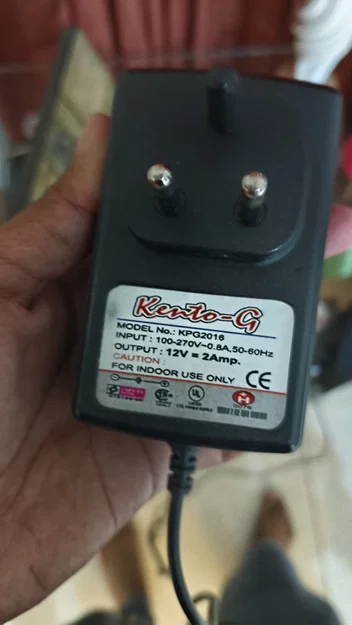 Kento-G
MODEL No.: KPG2016
INPUT : 100-270V~0.8A,50-60Hz
OUTPUT : 12V = 2Amp.
CAUTION :
FOR INDOOR USE ONLY
CE